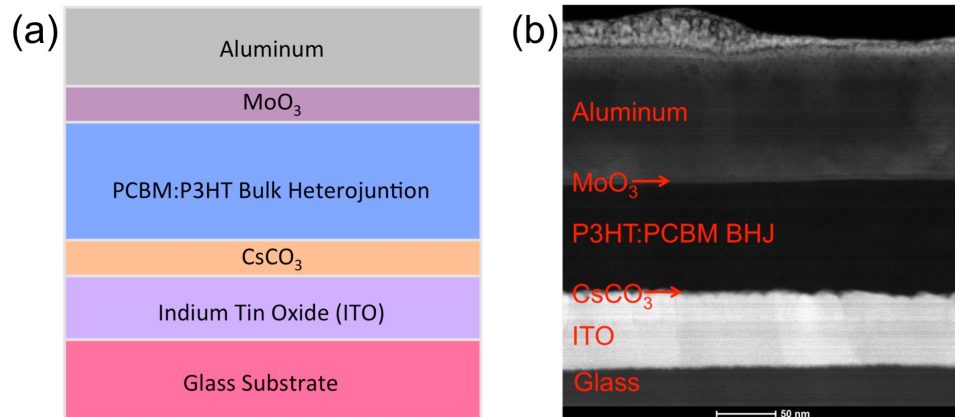 (a)
Aluminum
MoO₃
PCBM:P3HT Bulk Heterojuntion
CsCO₃
Indium Tin Oxide (ITO)
Glass Substrate
(b)
Aluminum
MoO₃
P3HT:PCBM BHJ
CsCO₃
ITO
Glass
50 nm